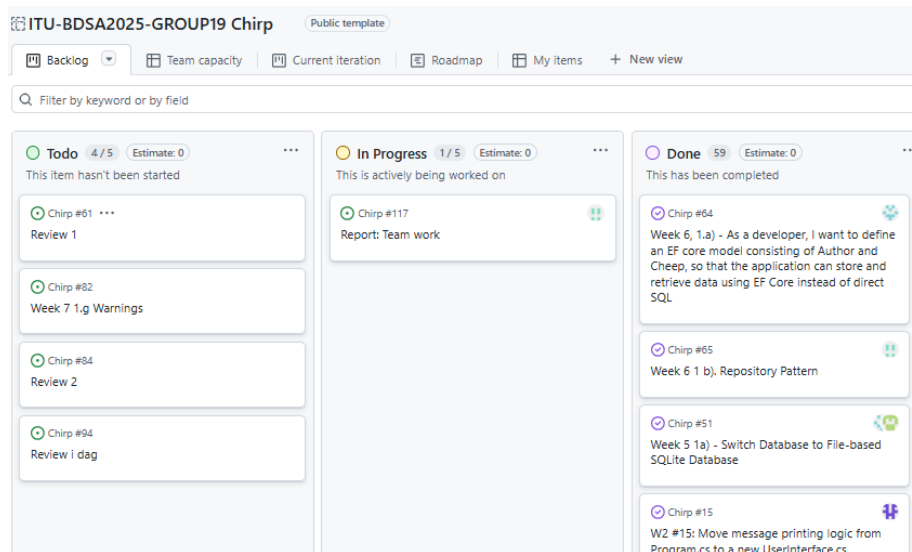 ITU-BDSA2025-GROUP19 Chirp Public template
Backlog Team capacity Current iteration Roadmap My items + New view
Filter by keyword or by field
Todo 4 / 5 Estimate: 0 ...
This item hasn't been started
Chirp #61 ...
Review 1
Chirp #82
Week 7 1.g Warnings
Chirp #84
Review 2
Chirp #94
Review i dag
In Progress 1 / 5 Estimate: 0 ...
This is actively being worked on
Chirp #117
Report: Team work
Done 59 Estimate: 0
This has been completed
Chirp #64
Week 6, 1.a) - As a developer, I want to define
an EF core model consisting of Author and
Cheep, so that the application can store and
retrieve data using EF Core instead of direct
SQL
Chirp #65
Week 6 1 b). Repository Pattern
Chirp #51
Week 5 1a) - Switch Database to File-based
SQLite Database
Chirp #15
W2 #15: Move message printing logic from
Program.cs to a new UserInterface.cs